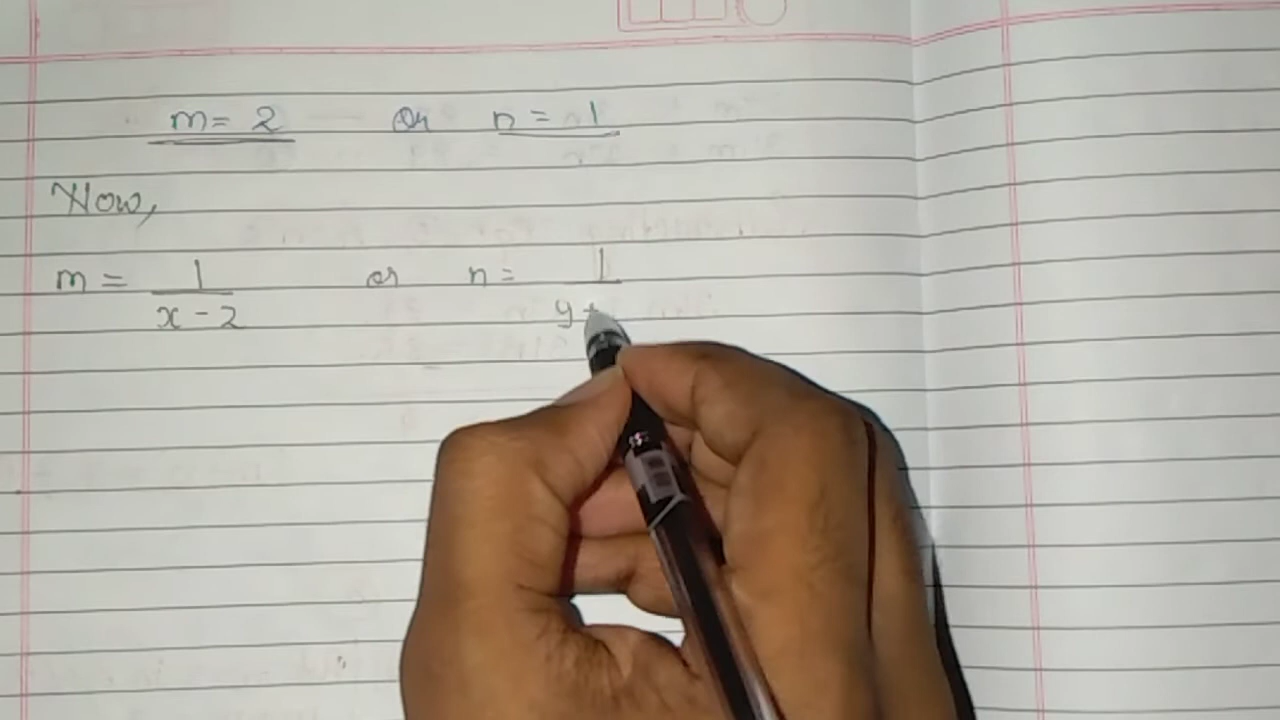 m = 2 or n = 1
Now,
m = 1/(x - 2) or n = 1/(y +